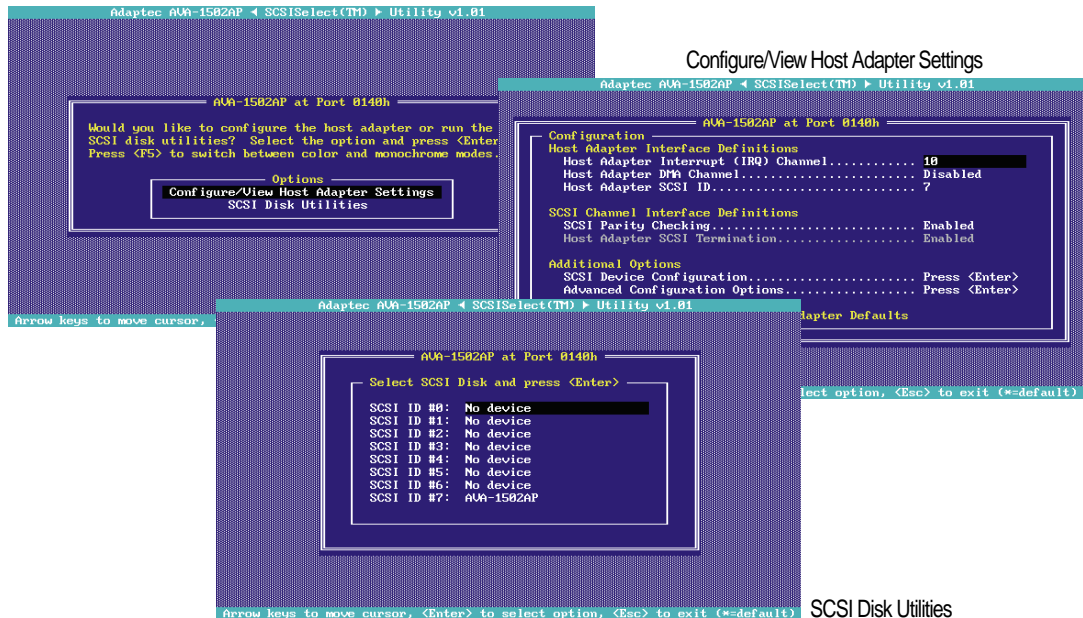 Adaptec AVA-1502AP ◄ SCSISelect(TM) ► Utility v1.01
AVA-1502AP at Port 0140h
Would you like to configure the host adapter or run the
SCSI disk utilities? Select the option and press <Enter
Press <F5> to switch between color and monochrome modes.
Options
Configure/View Host Adapter Settings
SCSI Disk Utilities
Arrow keys to move cursor,
Configure/View Host Adapter Settings
Adaptec AVA-1502AP ◄ SCSISelect(TM) ► Utility v1.01
AVA-1502AP at Port 0140h
Configuration
Host Adapter Interface Definitions
Host Adapter Interrupt (IRQ) Channel............ 10
Host Adapter DMA Channel........................ Disabled
Host Adapter SCSI ID............................ 7
SCSI Channel Interface Definitions
SCSI Parity Checking............................ Enabled
Host Adapter SCSI Termination................... Enabled
Additional Options
SCSI Device Configuration....................... Press <Enter>
Advanced Configuration Options.................. Press <Enter>
dapter Defaults
lect option, <Esc> to exit (*=default)
Adaptec AVA-1502AP ◄ SCSISelect(TM) ► Utility v1.01
AVA-1502AP at Port 0140h
Select SCSI Disk and press <Enter>
SCSI ID #0: No device
SCSI ID #1: No device
SCSI ID #2: No device
SCSI ID #3: No device
SCSI ID #4: No device
SCSI ID #5: No device
SCSI ID #6: No device
SCSI ID #7: AVA-1502AP
Arrow keys to move cursor, <Enter> to select option, <Esc> to exit (*=default)
SCSI Disk Utilities